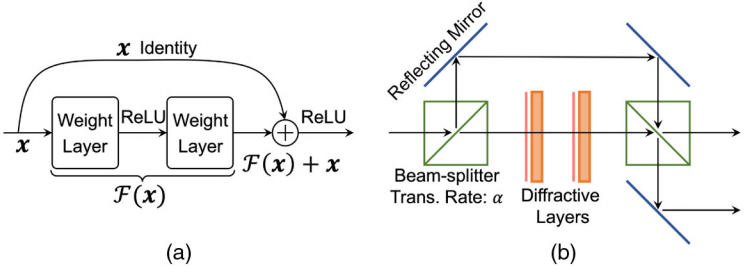 x Identity
x
Weight
Layer
ReLU
Weight
Layer
+
ReLU
ℱ(x) + x
ℱ(x)
(a)
Reflecting Mirror
Beam-splitter
Trans. Rate: α
Diffractive
Layers
(b)